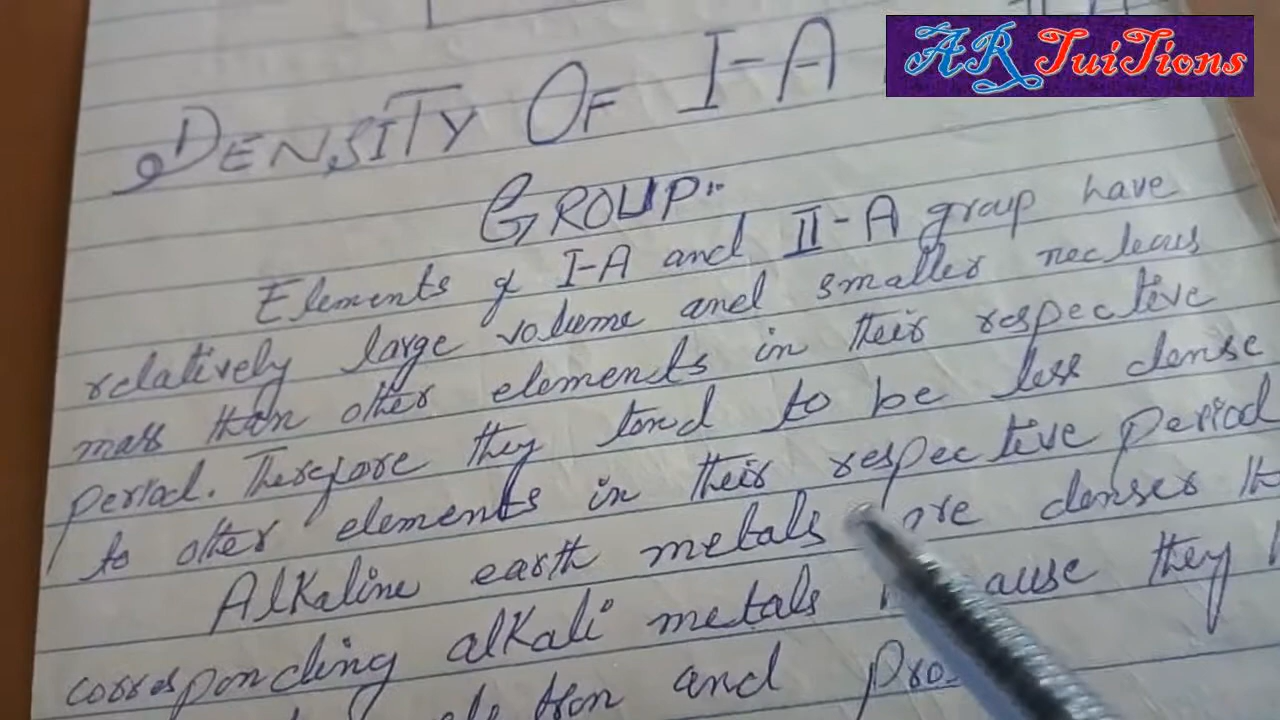 AR TuiTions
DENSITY OF I-A
GROUP:-
Elements of I-A and II-A group have
relatively large volume and smaller nucleus
mass than other elements in their respective
period. Therefore they tend to be less dense
to other elements in their respective period
Alkaline earth metals are denser
corresponding alkali metals they
and